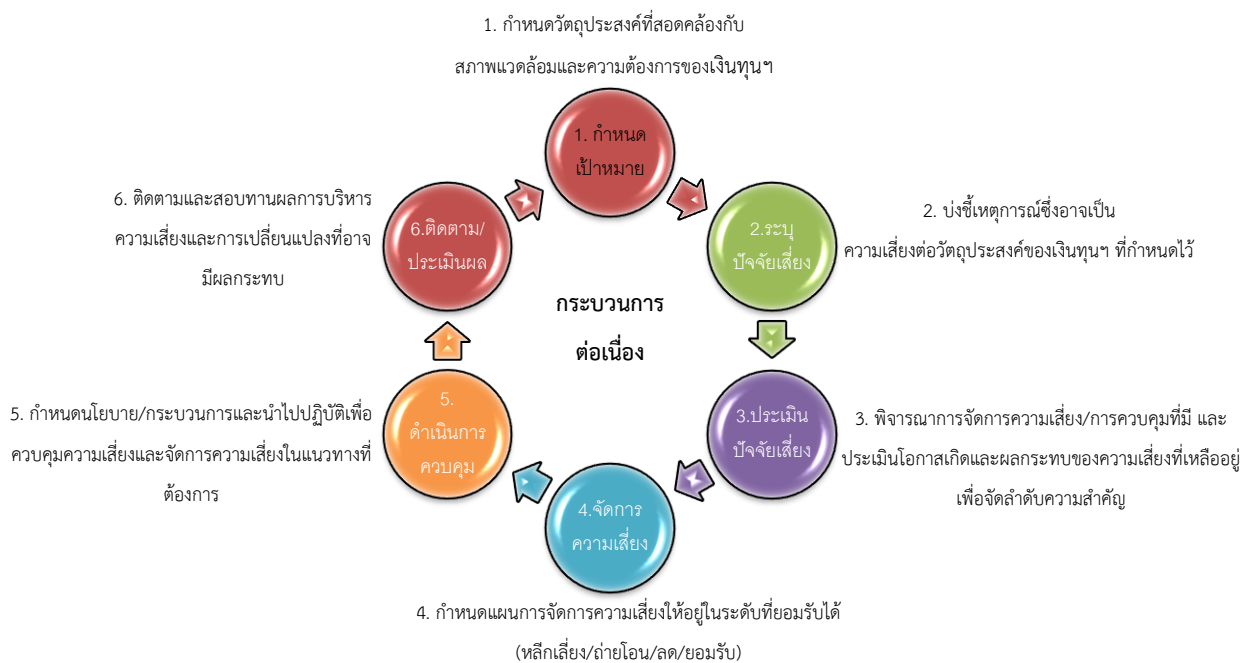 1. กำหนดวัตถุประสงค์ที่สอดคล้องกับ
สภาพแวดล้อมและความต้องการของเงินทุนฯ
1. กำหนด
เป้าหมาย
2.ระบุ
ปัจจัยเสี่ยง
2. บ่งชี้เหตุการณ์ซึ่งอาจเป็น
ความเสี่ยงต่อวัตถุประสงค์ของเงินทุนฯ ที่กำหนดไว้
3.ประเมิน
ปัจจัยเสี่ยง
3. พิจารณาการจัดการความเสี่ยง/การควบคุมที่มี และ
ประเมินโอกาสเกิดและผลกระทบของความเสี่ยงที่เหลืออยู่
เพื่อจัดลำดับความสำคัญ
4.จัดการ
ความเสี่ยง
4. กำหนดแผนการจัดการความเสี่ยงให้อยู่ในระดับที่ยอมรับได้
(หลีกเลี่ยง/ถ่ายโอน/ลด/ยอมรับ)
5.
ดำเนินการ
ควบคุม
5. กำหนดนโยบาย/กระบวนการและนำไปปฏิบัติเพื่อ
ควบคุมความเสี่ยงและจัดการความเสี่ยงในแนวทางที่
ต้องการ
6.ติดตาม/
ประเมินผล
6. ติดตามและสอบทานผลการบริหาร
ความเสี่ยงและการเปลี่ยนแปลงที่อาจ
มีผลกระทบ
กระบวนการ
ต่อเนื่อง